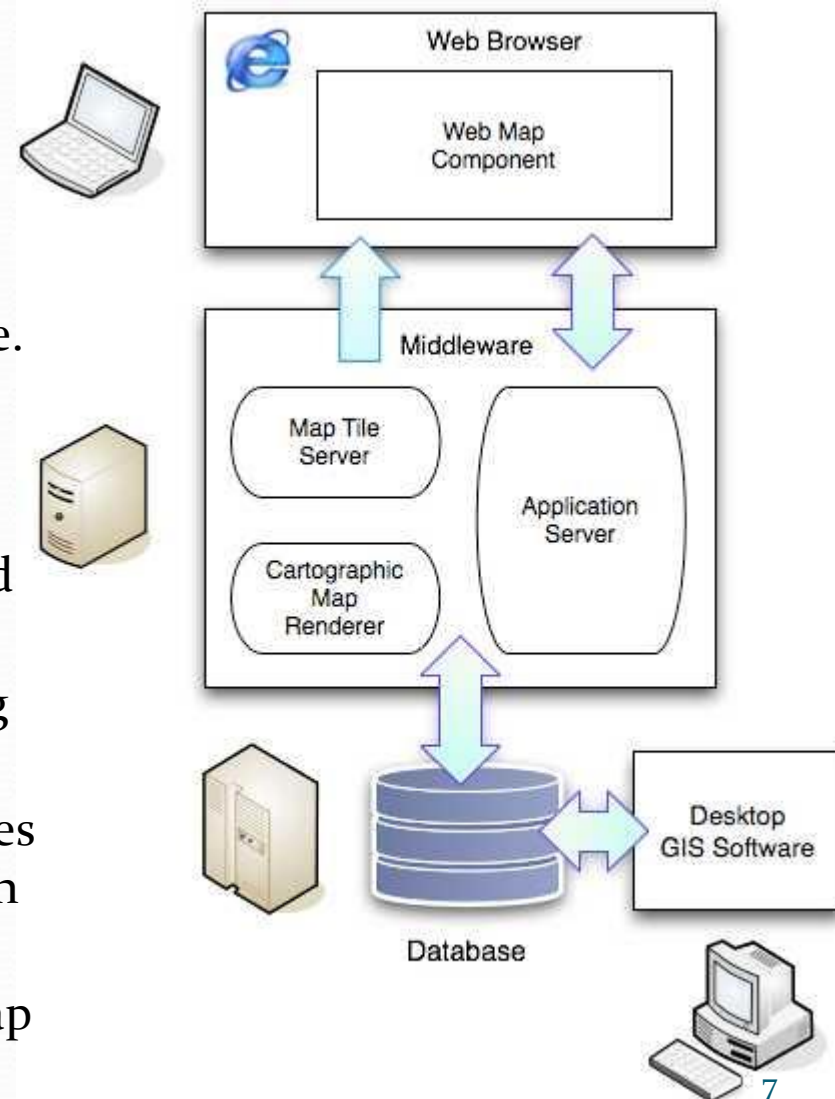 Web Browser
Web Map
Component
e.
Middleware
Map Tile
Server
Application
Server
d
Cartographic
Map
Renderer
g
es
n
Desktop
GIS Software
Database
ap
7